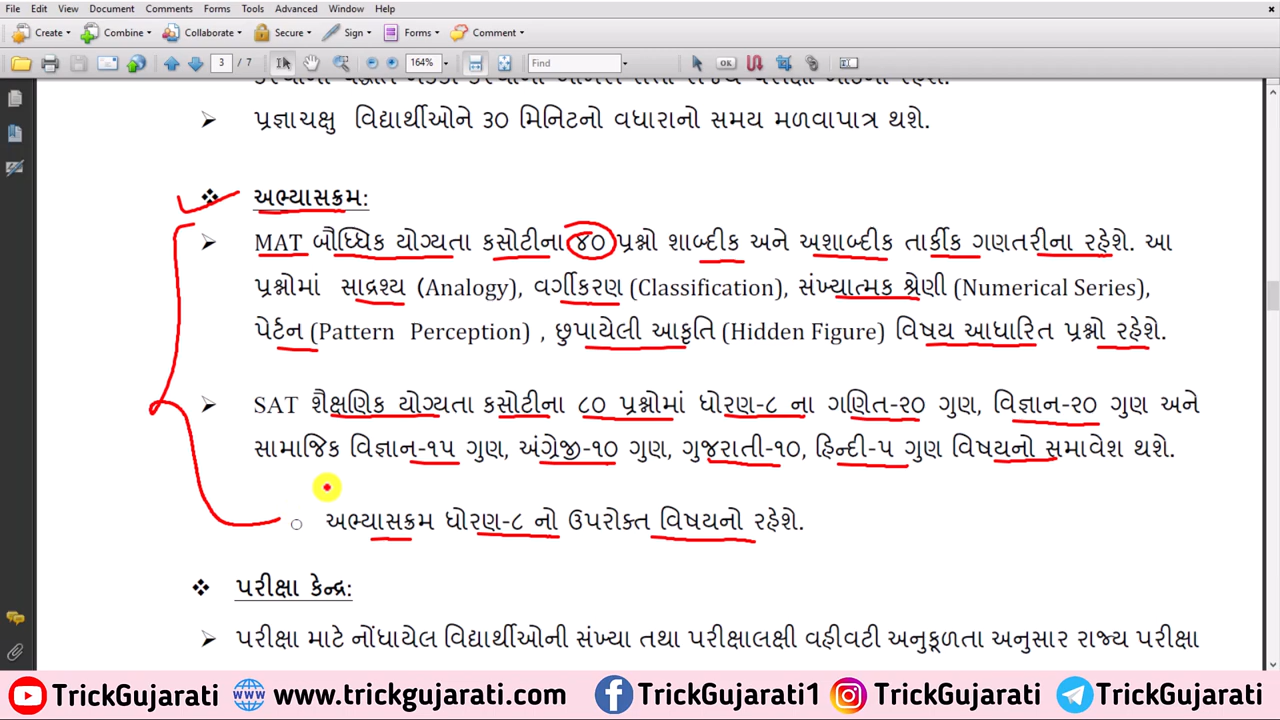 File Edit View Document Comments Forms Tools Advanced Window Help
Create Combine Collaborate Secure Sign Forms Comment
3 / 7 164% Find
પ્રજ્ઞાચક્ષુ વિદ્યાર્થીઓને 30 મિનિટનો વધારાનો સમય મળવાપાત્ર થશે.
❖ અભ્યાસક્રમ:
➢ MAT બૌધ્ધિક યોગ્યતા કસોટીના ૪૦ પ્રશ્નો શાબ્દીક અને અશાબ્દીક તાર્કીક ગણતરીના રહેશે. આ
પ્રશ્નોમાં સાદ્રશ્ય (Analogy), વર્ગીકરણ (Classification), સંખ્યાત્મક શ્રેણી (Numerical Series),
પેર્ટન (Pattern Perception) , છુપાયેલી આકૃતિ (Hidden Figure) વિષય આધારિત પ્રશ્નો રહેશે.
➢ SAT શૈક્ષણિક યોગ્યતા કસોટીના ૮૦ પ્રશ્નોમાં ધોરણ-૮ ના ગણિત-૨૦ ગુણ, વિજ્ઞાન-૨૦ ગુણ અને
સામાજિક વિજ્ઞાન-૧૫ ગુણ, અંગ્રેજી-૧૦ ગુણ, ગુજરાતી-૧૦, હિન્દી-૫ ગુણ વિષયનો સમાવેશ થશે.
○ અભ્યાસક્રમ ધોરણ-૮ નો ઉપરોક્ત વિષયનો રહેશે.
❖ પરીક્ષા કેન્દ્ર:
➢ પરીક્ષા માટે નોંધાયેલ વિદ્યાર્થીઓની સંખ્યા તથા પરીક્ષાલક્ષી વહીવટી અનુકૂળતા અનુસાર રાજ્ય પરીક્ષા
TrickGujarati www.trickgujarati.com TrickGujarati1 TrickGujarati TrickGujarati